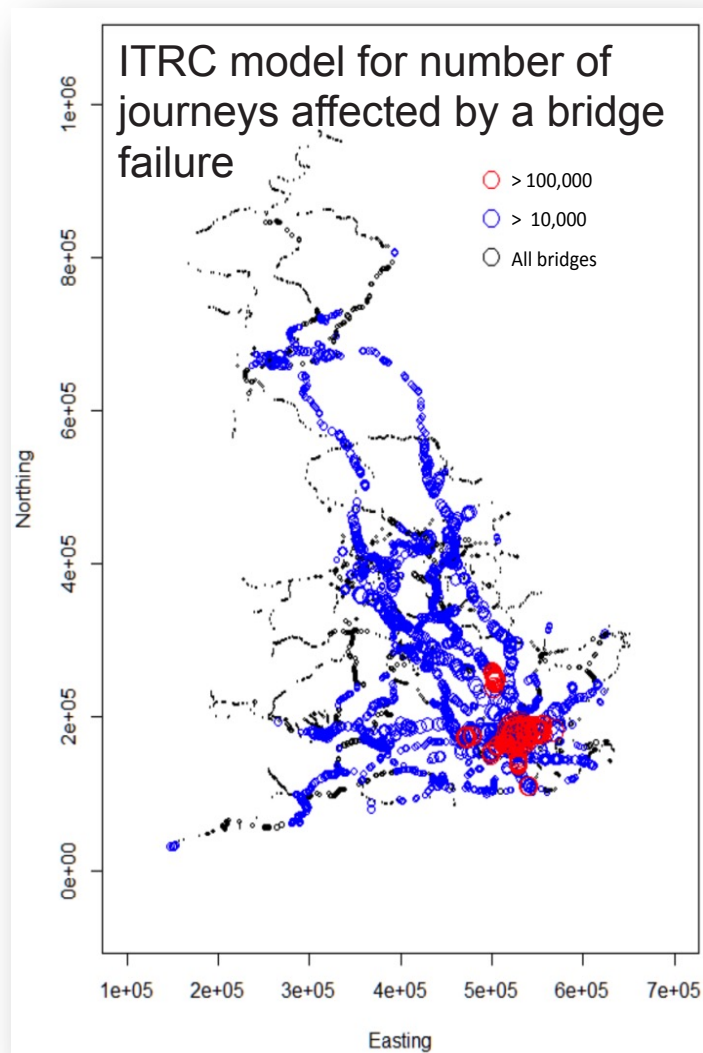 ITRC model for number of
journeys affected by a bridge
failure
> 100,000
> 10,000
All bridges
1e+06
8e+05
6e+05
4e+05
2e+05
0e+00
Northing
1e+05 2e+05 3e+05 4e+05 5e+05 6e+05 7e+05
Easting